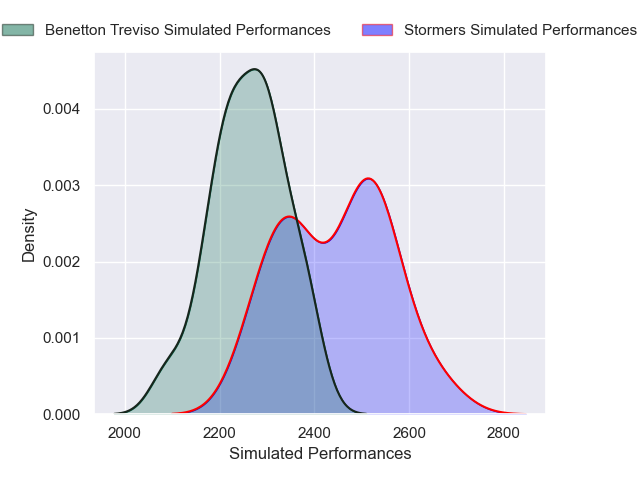 Benetton Treviso Simulated Performances Stormers Simulated Performances
0.004
0.003
0.002
0.001
0.000
Density
2000 2200 2400 2600 2800
Simulated Performances